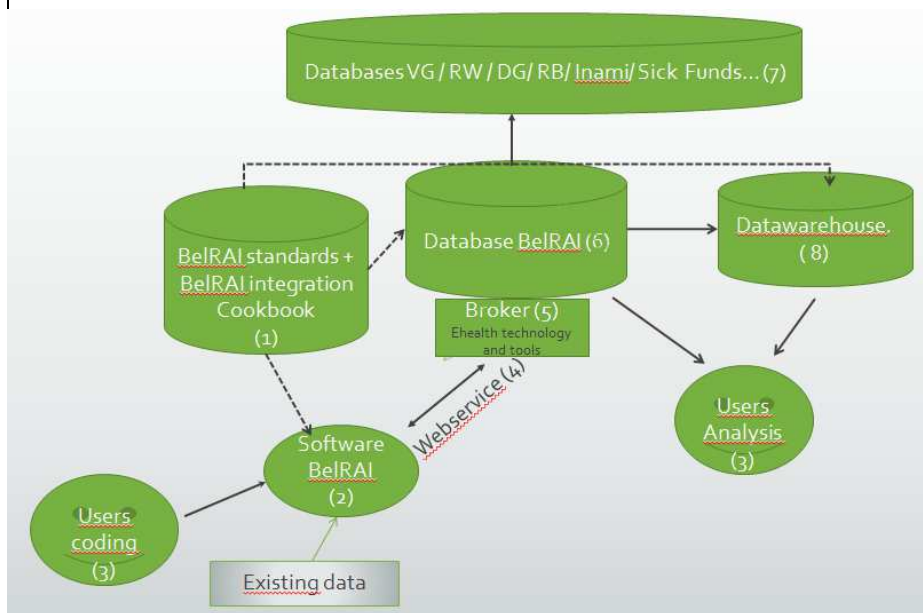 Databases VG / RW / DG/ RB/ Inami/ Sick Funds... (7)
BelRAI standards +
BelRAI integration
Cookbook
(1)
Database BelRAI (6)
Datawarehouse.
( 8)
Broker (5)
Ehealth technology
and tools
Webservice (4)
Users
Analysis
(3)
Software
BelRAI
(2)
Users
coding
(3)
Existing data